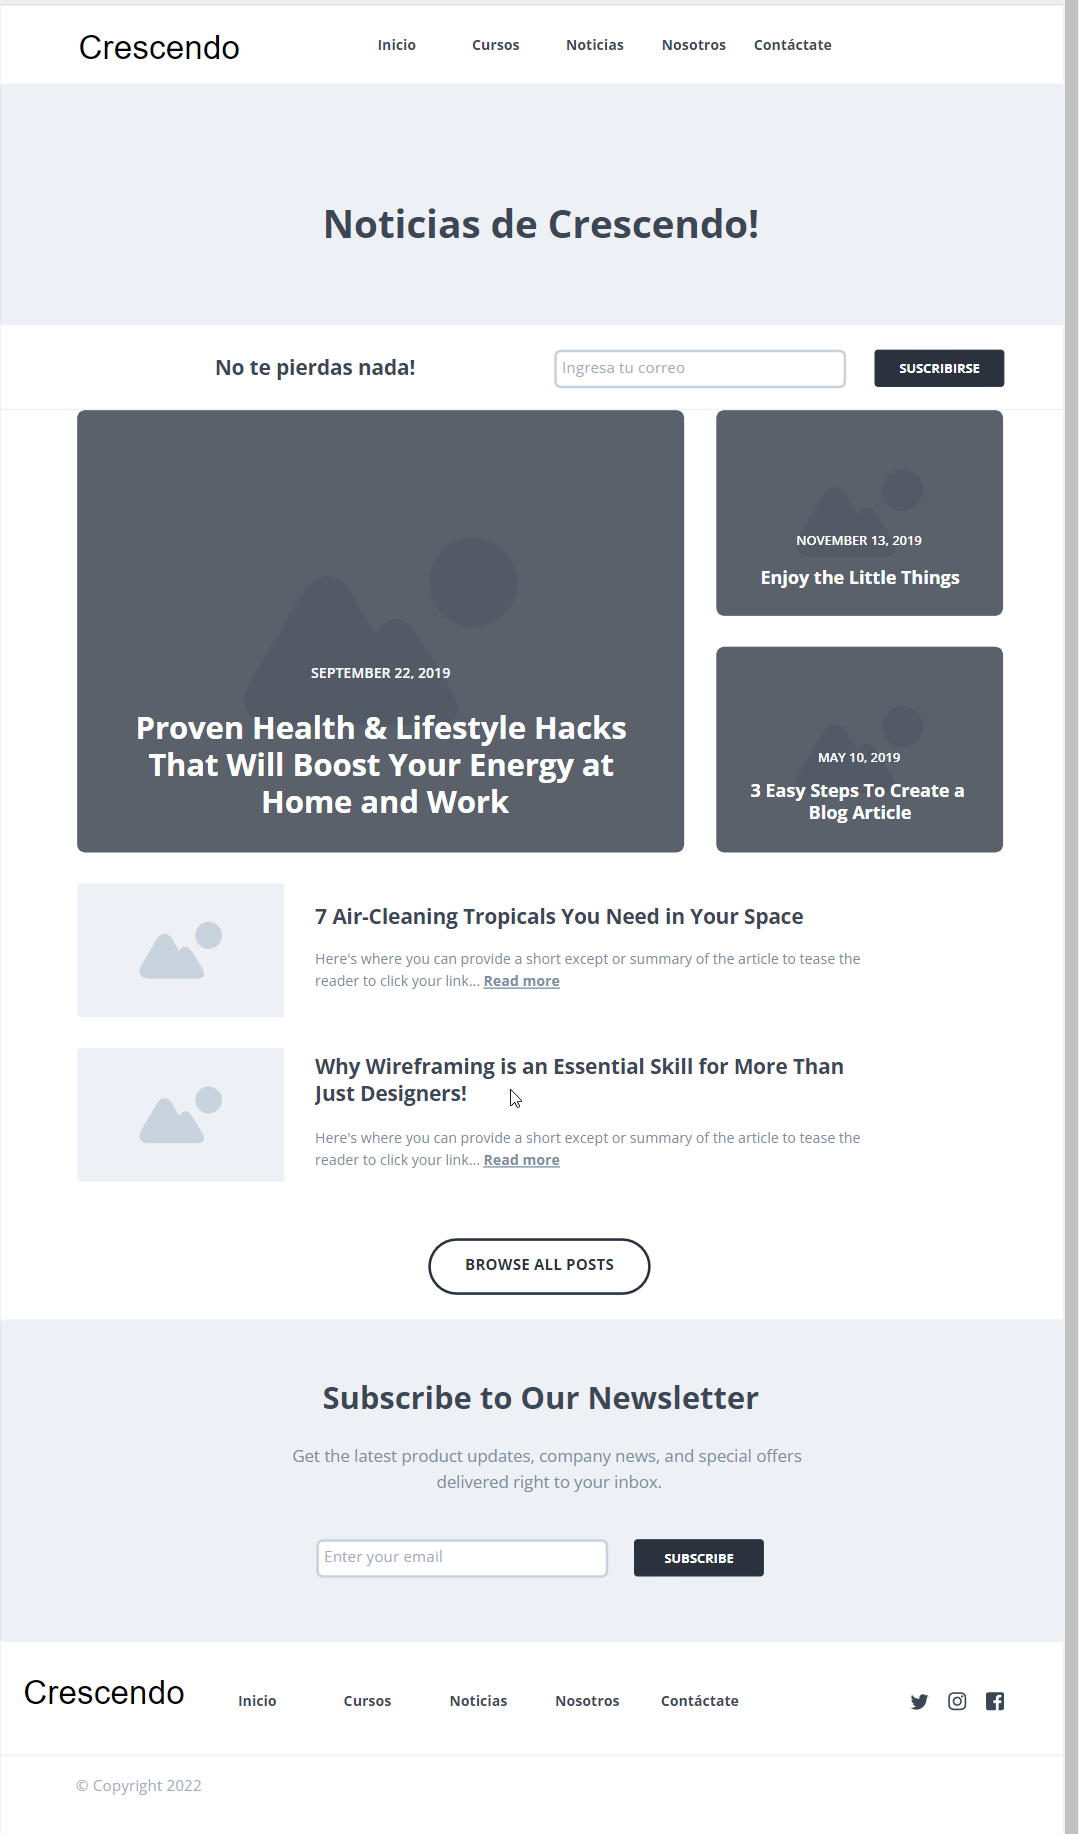 Crescendo
Inicio
Cursos
Noticias
Nosotros
Contáctate
Noticias de Crescendo!
No te pierdas nada!
Ingresa tu correo
SUSCRIBIRSE
SEPTEMBER 22, 2019
Proven Health & Lifestyle Hacks
That Will Boost Your Energy at
Home and Work
NOVEMBER 13, 2019
Enjoy the Little Things
MAY 10, 2019
3 Easy Steps To Create a
Blog Article
7 Air-Cleaning Tropicals You Need in Your Space
Here's where you can provide a short except or summary of the article to tease the
reader to click your link... Read more
Why Wireframing is an Essential Skill for More Than
Just Designers!
Here's where you can provide a short except or summary of the article to tease the
reader to click your link... Read more
BROWSE ALL POSTS
Subscribe to Our Newsletter
Get the latest product updates, company news, and special offers
delivered right to your inbox.
Enter your email
SUBSCRIBE
Crescendo
Inicio
Cursos
Noticias
Nosotros
Contáctate
© Copyright 2022